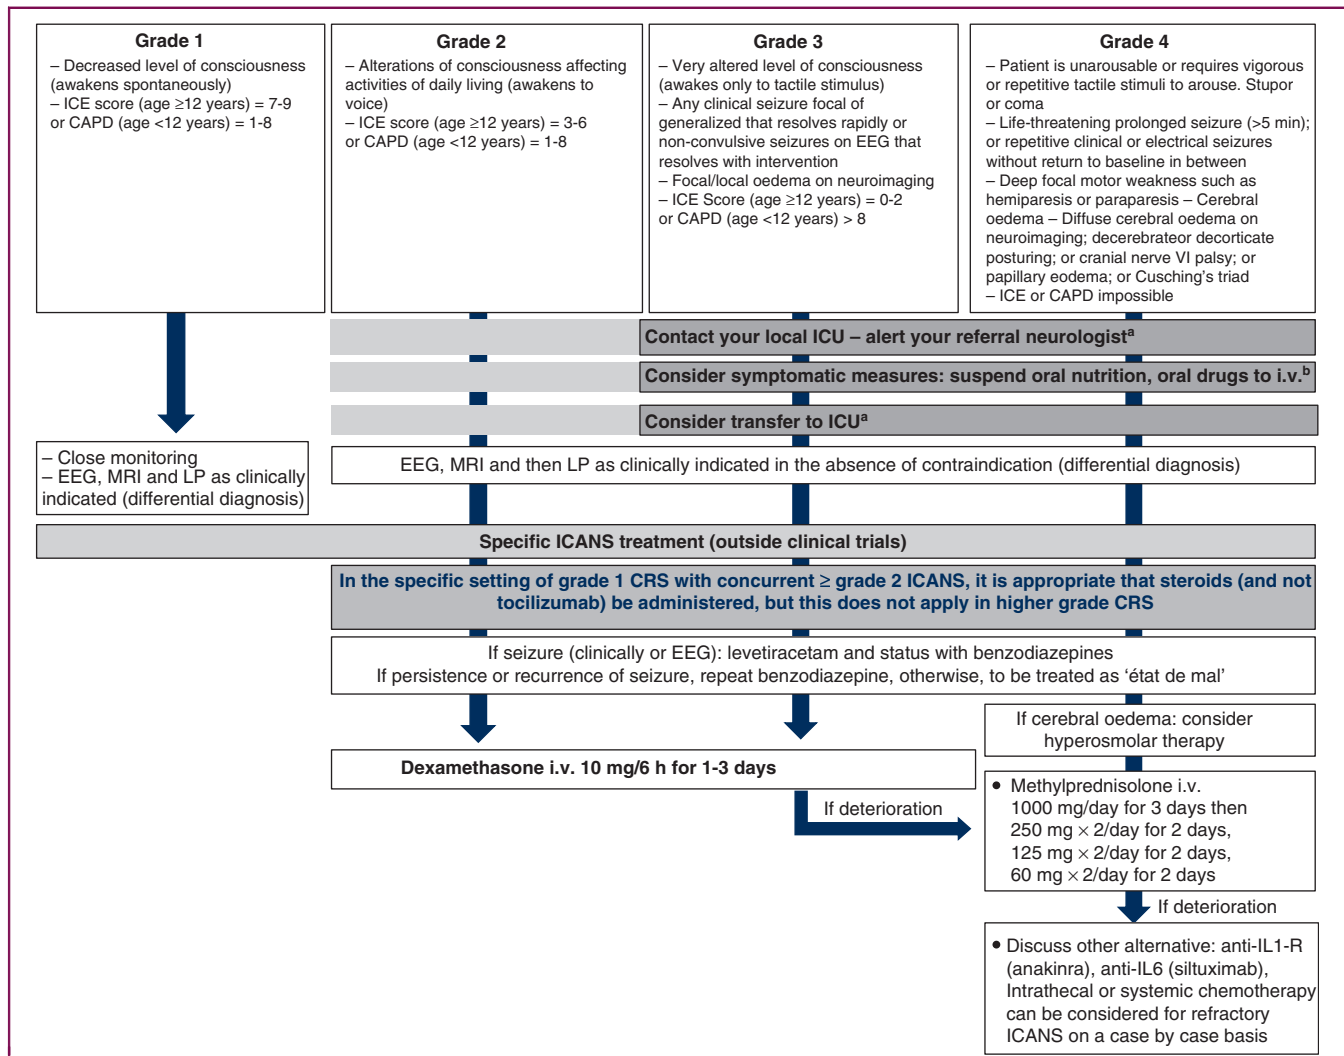 Grade 1
– Decreased level of consciousness
(awakens spontaneously)
– ICE score (age ≥12 years) = 7-9
or CAPD (age <12 years) = 1-8
Grade 2
– Alterations of consciousness affecting
activities of daily living (awakens to
voice)
– ICE score (age ≥12 years) = 3-6
or CAPD (age <12 years) = 1-8
Grade 3
– Very altered level of consciousness
(awakes only to tactile stimulus)
– Any clinical seizure focal of
generalized that resolves rapidly or
non-convulsive seizures on EEG that
resolves with intervention
– Focal/local oedema on neuroimaging
– ICE Score (age ≥12 years) = 0-2
or CAPD (age <12 years) > 8
Grade 4
– Patient is unarousable or requires vigorous
or repetitive tactile stimuli to arouse. Stupor
or coma
– Life-threatening prolonged seizure (>5 min);
or repetitive clinical or electrical seizures
without return to baseline in between
– Deep focal motor weakness such as
hemiparesis or paraparesis – Cerebral
oedema – Diffuse cerebral oedema on
neuroimaging; decerebrateor decorticate
posturing; or cranial nerve VI palsy; or
papillary eodema; or Cusching's triad
– ICE or CAPD impossible
Contact your local ICU – alert your referral neurologistᵃ
Consider symptomatic measures: suspend oral nutrition, oral drugs to i.v.ᵇ
Consider transfer to ICUᵃ
– Close monitoring
– EEG, MRI and LP as clinically
indicated (differential diagnosis)
EEG, MRI and then LP as clinically indicated in the absence of contraindication (differential diagnosis)
Specific ICANS treatment (outside clinical trials)
In the specific setting of grade 1 CRS with concurrent ≥ grade 2 ICANS, it is appropriate that steroids (and not
tocilizumab) be administered, but this does not apply in higher grade CRS
If seizure (clinically or EEG): levetiracetam and status with benzodiazepines
If persistence or recurrence of seizure, repeat benzodiazepine, otherwise, to be treated as ‘état de mal’
If cerebral oedema: consider
hyperosmolar therapy
Dexamethasone i.v. 10 mg/6 h for 1-3 days
If deterioration
• Methylprednisolone i.v.
1000 mg/day for 3 days then
250 mg × 2/day for 2 days,
125 mg × 2/day for 2 days,
60 mg × 2/day for 2 days
If deterioration
• Discuss other alternative: anti-IL1-R
(anakinra), anti-IL6 (siltuximab),
Intrathecal or systemic chemotherapy
can be considered for refractory
ICANS on a case by case basis